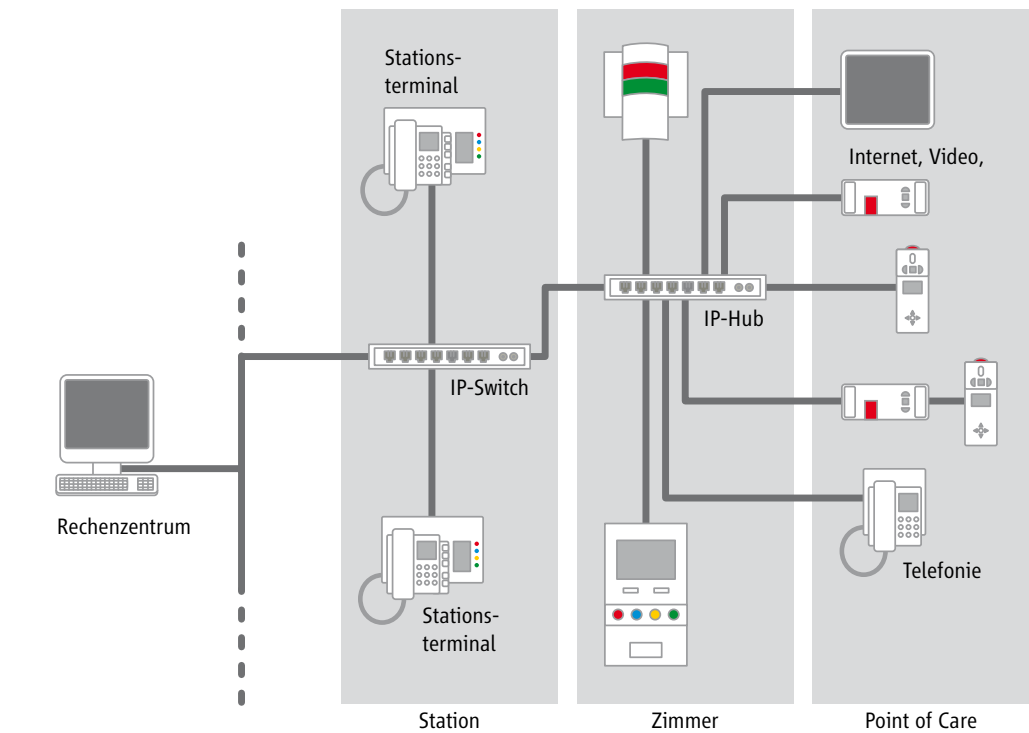 Stations-
terminal
Internet, Video,
IP-Hub
IP-Switch
Rechenzentrum
Telefonie
Stations-
terminal
Station
Zimmer
Point of Care